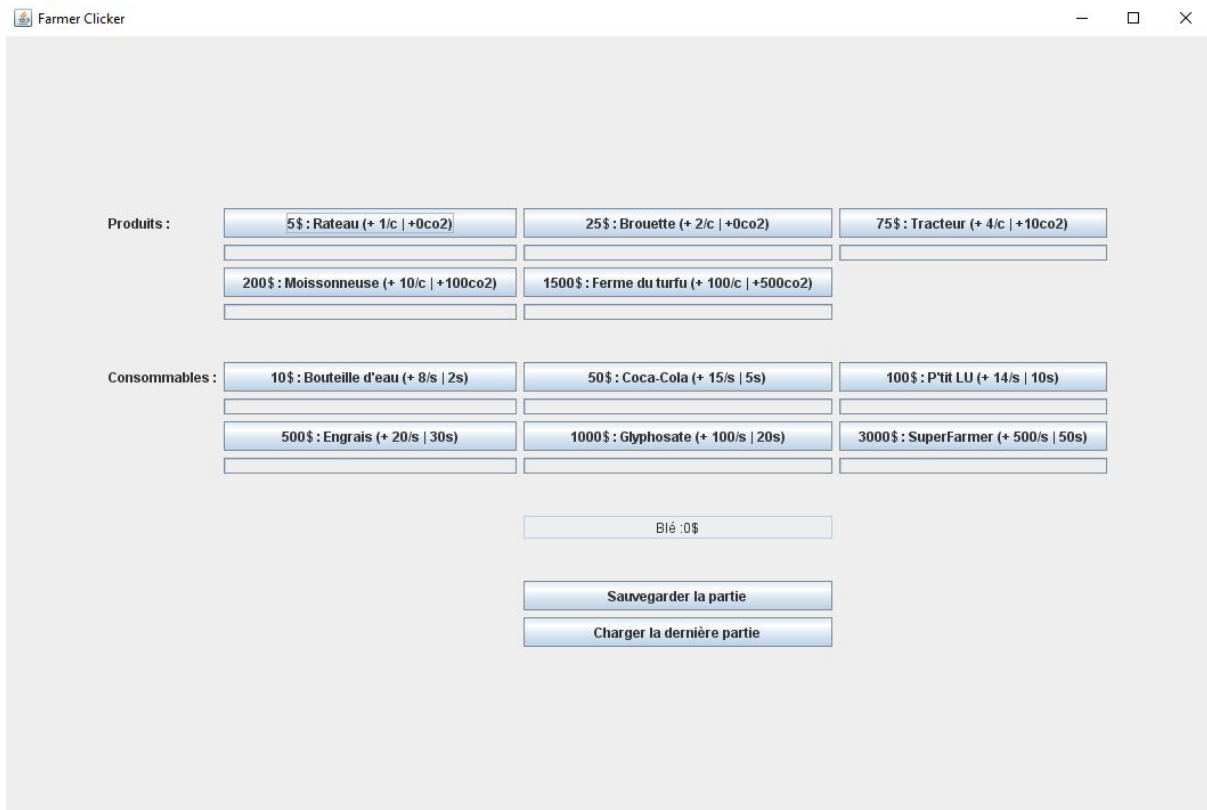 Farmer Clicker
Produits :
5$ : Rateau (+ 1/c | +0co2)
25$ : Brouette (+ 2/c | +0co2)
75$ : Tracteur (+ 4/c | +10co2)
200$ : Moissonneuse (+ 10/c | +100co2)
1500$ : Ferme du turfu (+ 100/c | +500co2)
Consommables :
10$ : Bouteille d'eau (+ 8/s | 2s)
50$ : Coca-Cola (+ 15/s | 5s)
100$ : P'tit LU (+ 14/s | 10s)
500$ : Engrais (+ 20/s | 30s)
1000$ : Glyphosate (+ 100/s | 20s)
3000$ : SuperFarmer (+ 500/s | 50s)
Blé :0$
Sauvegarder la partie
Charger la dernière partie